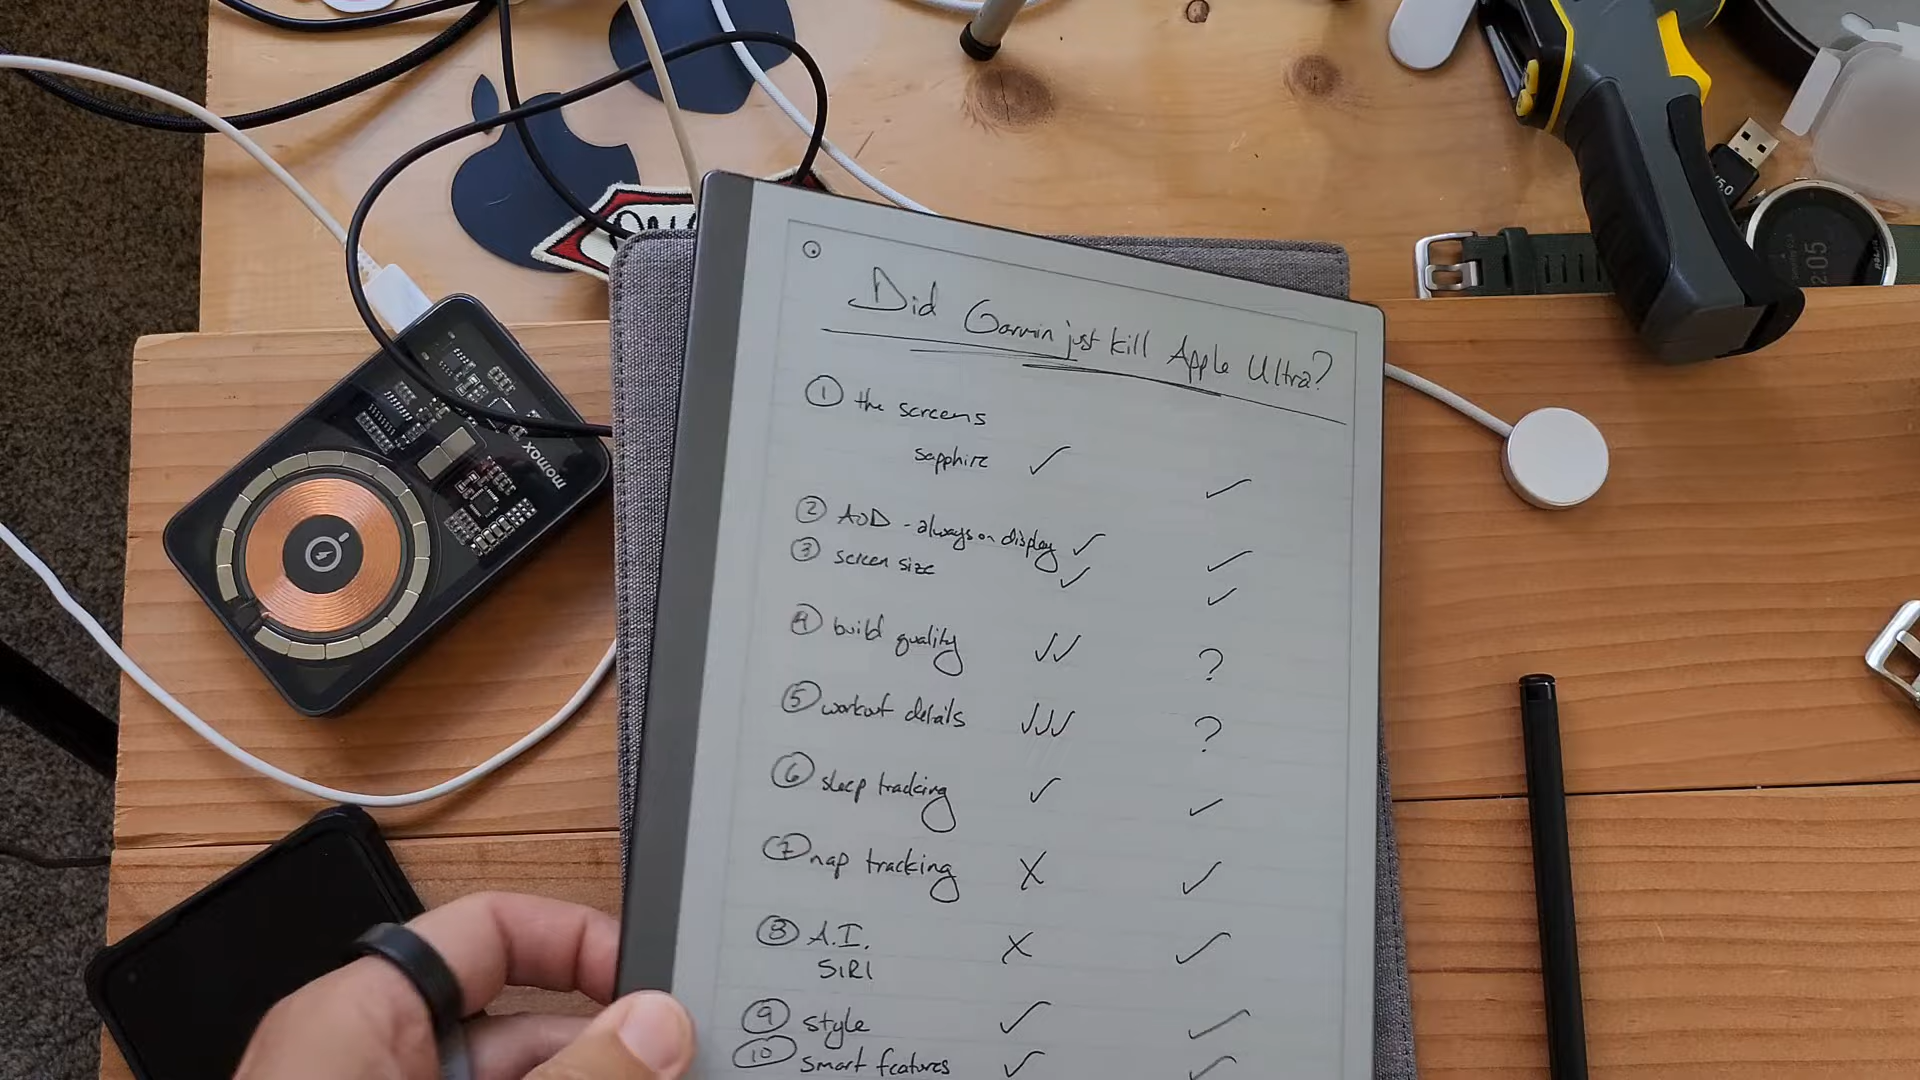 Did Garmin just kill Apple Ultra?
① the screens
sapphire ✓ ✓
② AOD - always on display ✓ ✓
③ screen size ✓ ✓
④ build quality ✓✓ ?
⑤ workout details ✓✓✓ ?
⑥ sleep tracking ✓ ✓
⑦ nap tracking X ✓
⑧ A.I. X ✓
SIRI
⑨ style ✓ ✓
⑩ smart features ✓ ✓
momax